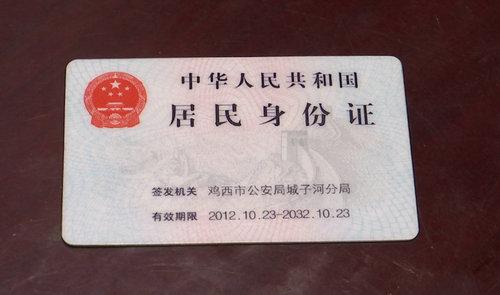 中华人民共和国
居民身份证
签发机关 鸡西市公安局城子河分局
有效期限 2012.10.23-2032.10.23